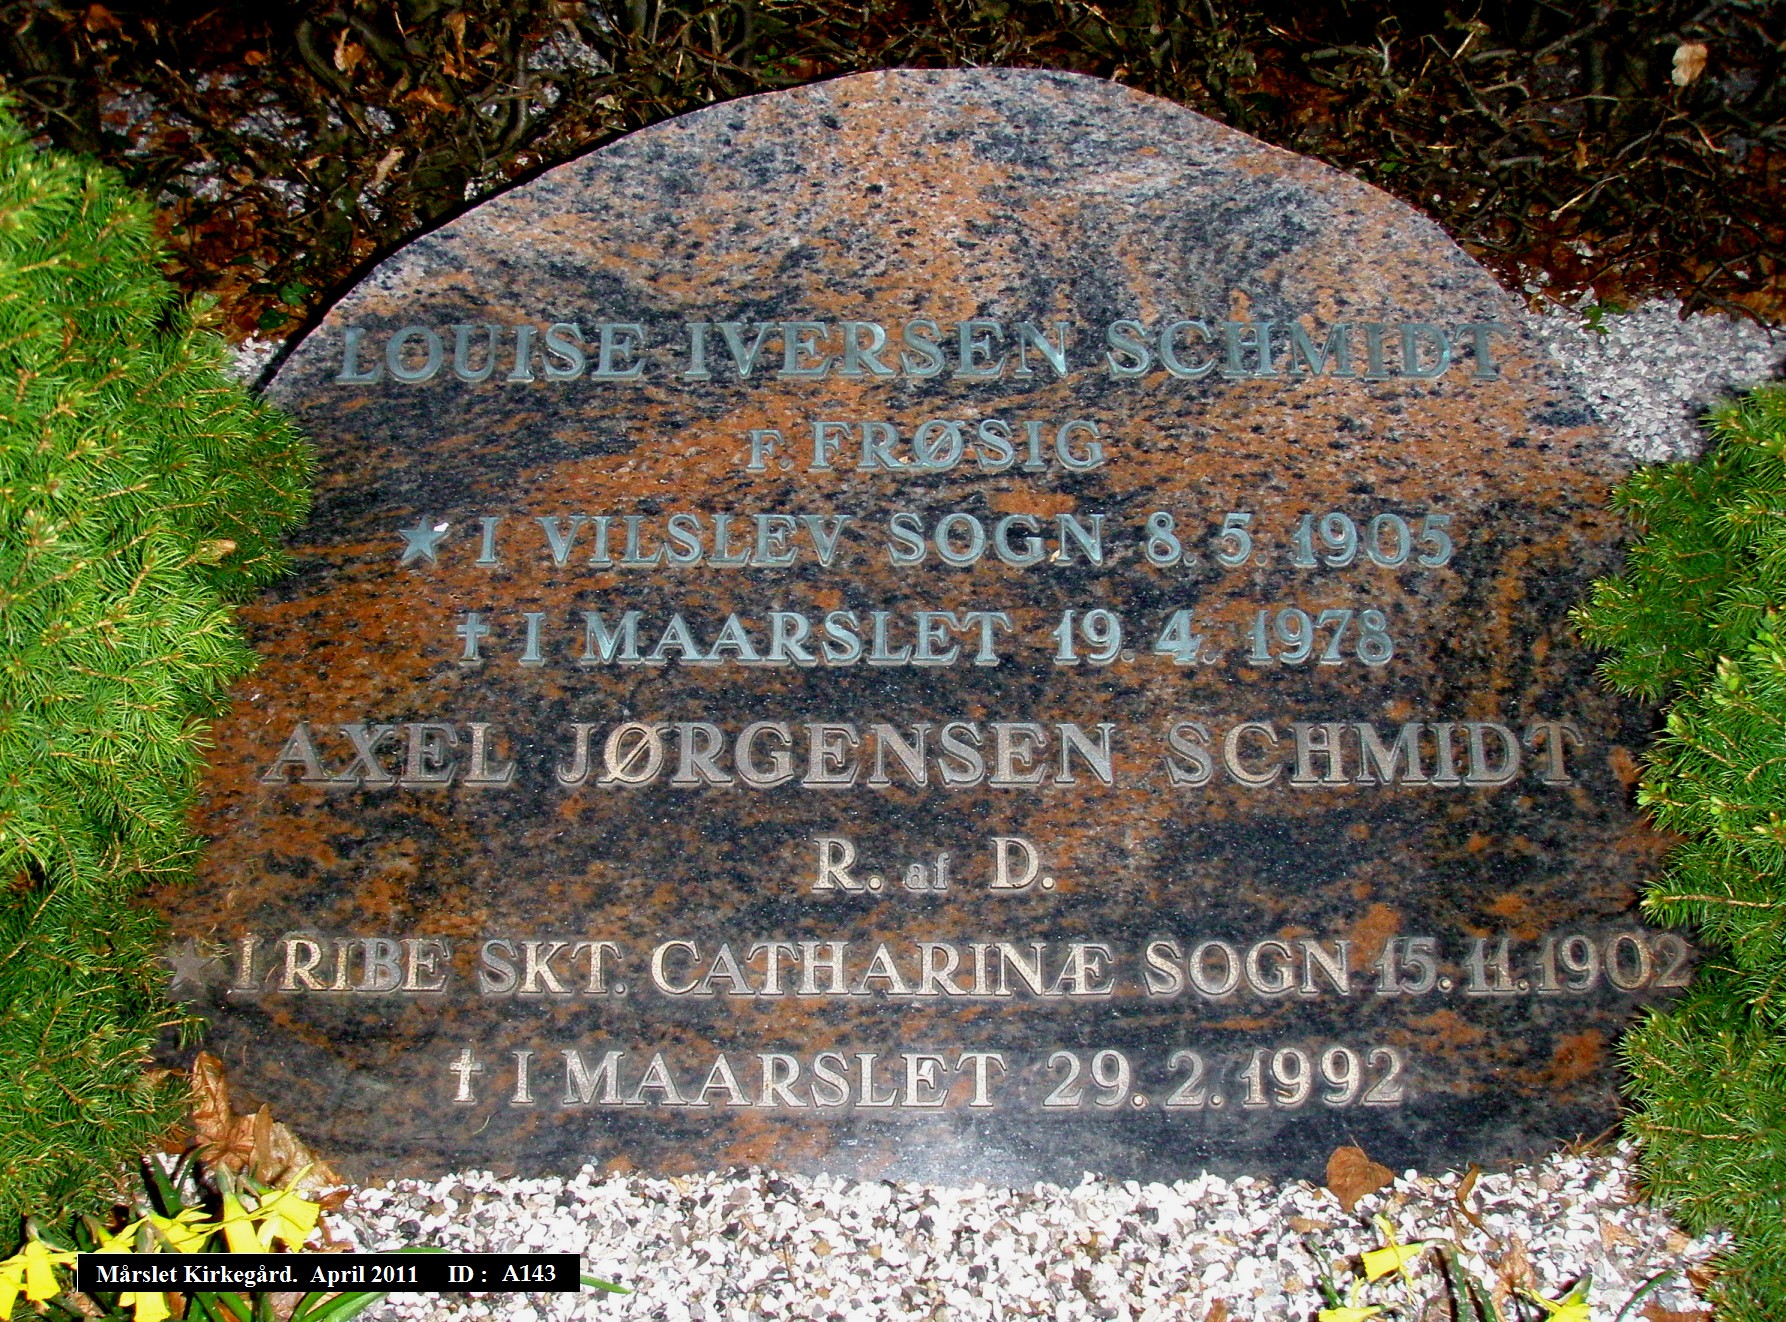 LOUISE IVERSEN SCHMIDT
F. FRØSIG
★ I VILSLEV SOGN 8. 5. 1905
✝ I MAARSLET 19. 4. 1978
AXEL JØRGENSEN SCHMIDT
R. af D.
★ I RIBE SKT. CATHARINÆ SOGN 15. 11. 1902
✝ I MAARSLET 29. 2. 1992
Mårslet Kirkegård. April 2011 ID : A143